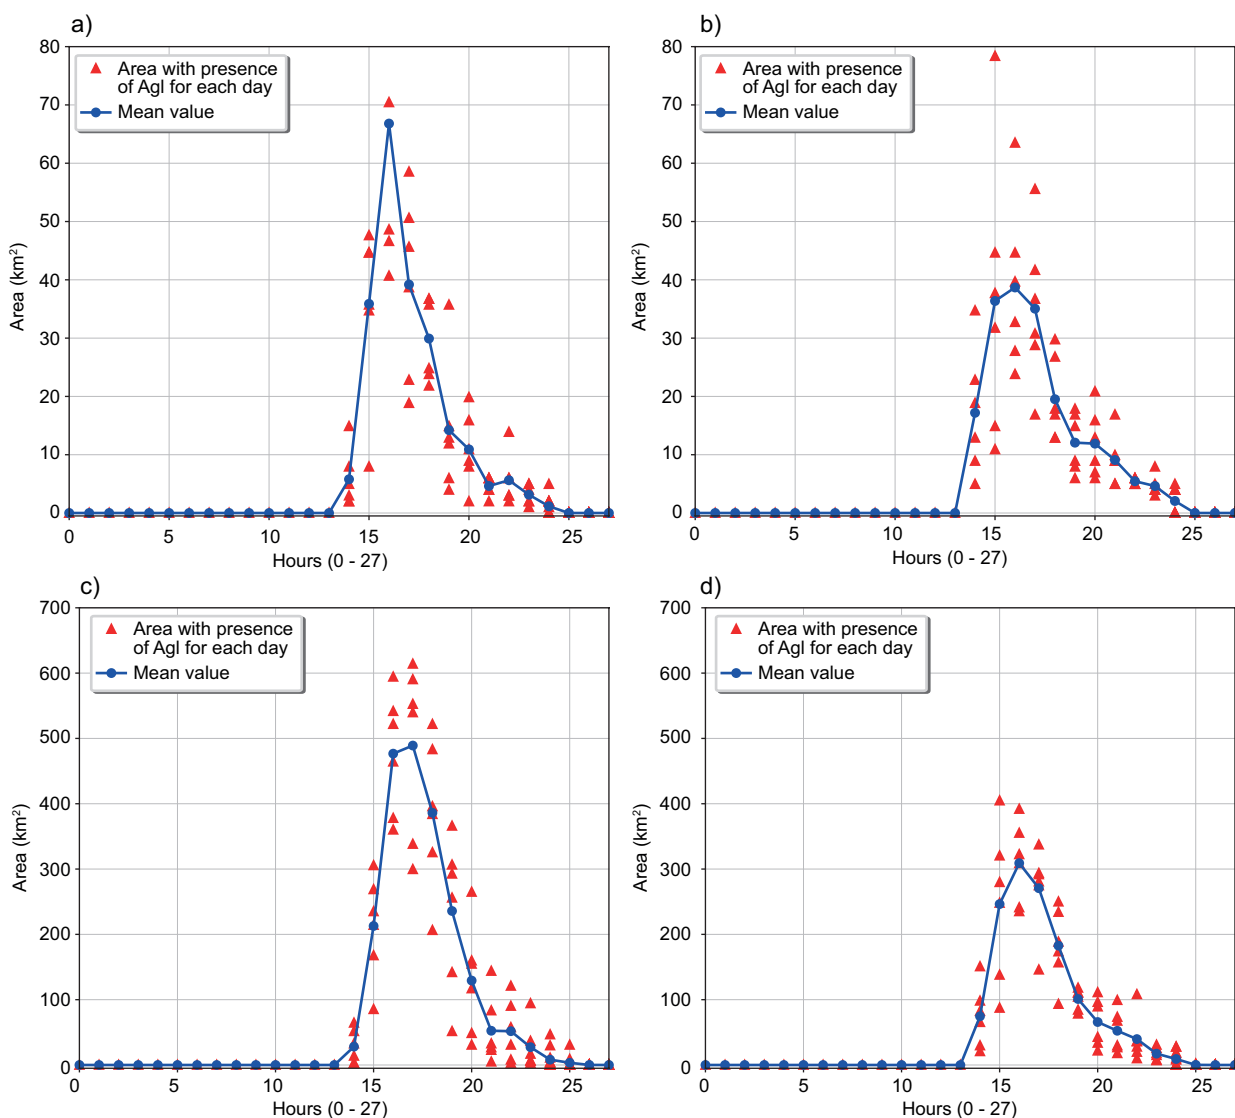 a)
80
70
60
50
40
30
20
10
0
Area (km²)
Area with presence
of AgI for each day
Mean value
0 5 10 15 20 25
Hours (0 - 27)
b)
80
70
60
50
40
30
20
10
0
Area (km²)
Area with presence
of AgI for each day
Mean value
0 5 10 15 20 25
Hours (0 - 27)
c)
700
600
500
400
300
200
100
0
Area (km²)
Area with presence
of AgI for each day
Mean value
0 5 10 15 20 25
Hours (0 - 27)
d)
700
600
500
400
300
200
100
0
Area (km²)
Area with presence
of AgI for each day
Mean value
0 5 10 15 20 25
Hours (0 - 27)